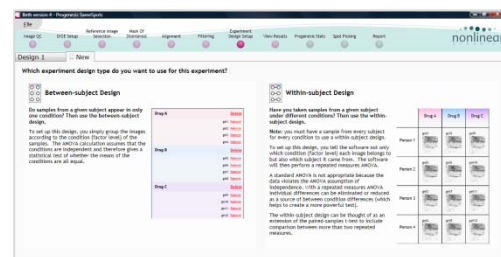 Beth version 4 - Progenesis SameSpots
File
Image QC
DIGE Setup
Reference Image Selection
Mask Of Disinterest
Alignment
Filtering
Experiment Design Setup
View Results
Progenesis Stats
Spot Picking
Report
nonlinear
Design 1
New
Which experiment design type do you want to use for this experiment?
Between-subject Design
Do samples from a given subject appear in only
one condition? Then use the between-subject
design.
To set up this design, you simply group the images
according to the condition (factor level) of the
samples. The ANOVA calculation assumes that the
conditions are independent and therefore gives a
statistical test of whether the means of the
conditions are all equal.
Drug A
Drug B
Drug C
Within-subject Design
Have you taken samples from a given subject
under different conditions? Then use the within-
subject design.
Note: you must have a sample from every subject
for every condition to use a within-subject design.
To set up this design, you tell the software not only
which condition (factor level) each image belongs to
but also which subject it came from. The software
will then perform a repeated measures ANOVA.
A standard ANOVA is not appropriate because the
data violates the ANOVA assumption of
independence. With a repeated measures ANOVA
individual differences can be eliminated or reduced
as a source of between condition differences (which
helps to create a more powerful test).
The within-subject design can be thought of as an
extension of the paired-samples t-test to include
comparison between more than two repeated
measures.
Drug A Drug B Drug C
Person 1
Person 2
Person 3
Person 4